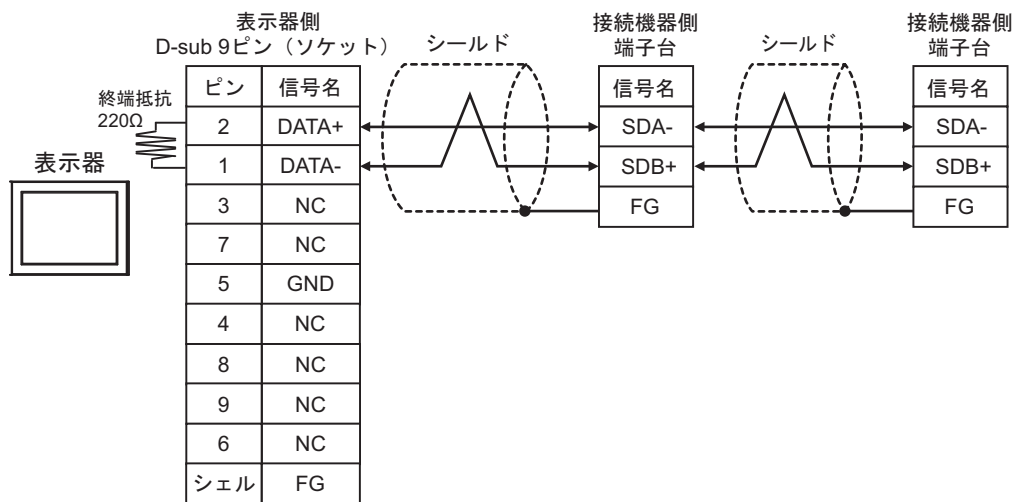 表示器側
D-sub 9ピン（ソケット）
シールド
接続機器側
端子台
シールド
接続機器側
端子台
終端抵抗
220Ω
表示器
ピン 信号名
2 DATA+
1 DATA-
3 NC
7 NC
5 GND
4 NC
8 NC
9 NC
6 NC
シェル FG
信号名
SDA-
SDB+
FG
信号名
SDA-
SDB+
FG